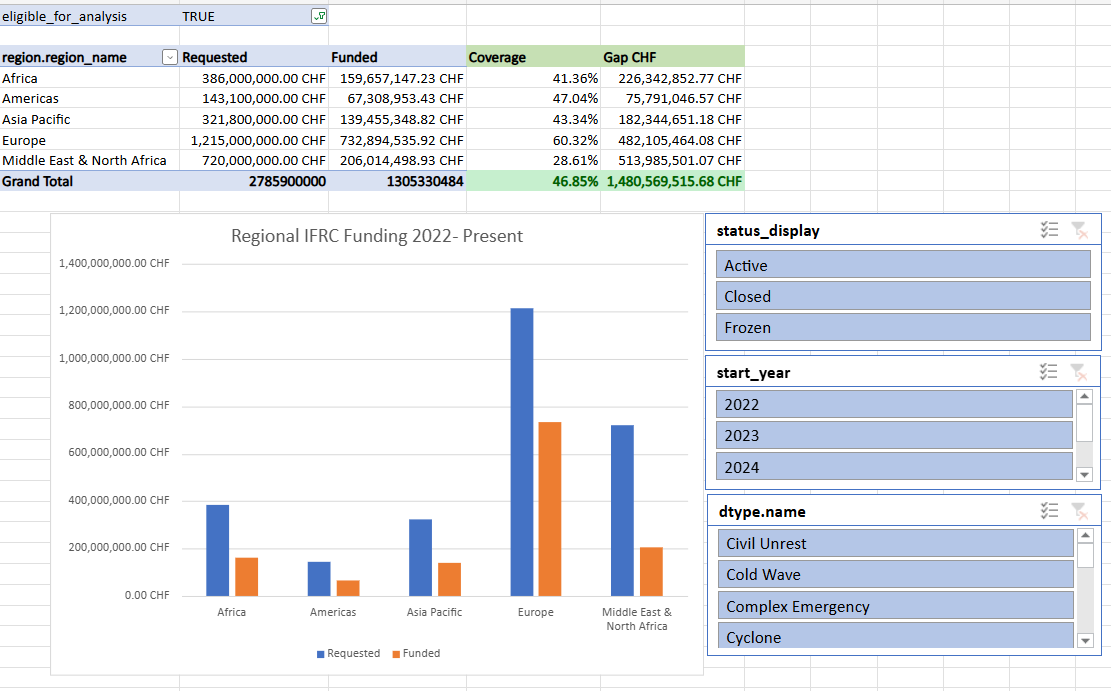 eligible_for_analysis TRUE
region.region_name Requested Funded Coverage Gap CHF
Africa 386,000,000.00 CHF 159,657,147.23 CHF 41.36% 226,342,852.77 CHF
Americas 143,100,000.00 CHF 67,308,953.43 CHF 47.04% 75,791,046.57 CHF
Asia Pacific 321,800,000.00 CHF 139,455,348.82 CHF 43.34% 182,344,651.18 CHF
Europe 1,215,000,000.00 CHF 732,894,535.92 CHF 60.32% 482,105,464.08 CHF
Middle East & North Africa 720,000,000.00 CHF 206,014,498.93 CHF 28.61% 513,985,501.07 CHF
Grand Total 2785900000 1305330484 46.85% 1,480,569,515.68 CHF
Regional IFRC Funding 2022- Present
1,400,000,000.00 CHF
1,200,000,000.00 CHF
1,000,000,000.00 CHF
800,000,000.00 CHF
600,000,000.00 CHF
400,000,000.00 CHF
200,000,000.00 CHF
0.00 CHF
Africa Americas Asia Pacific Europe Middle East &
North Africa
Requested Funded
status_display
Active
Closed
Frozen
start_year
2022
2023
2024
dtype.name
Civil Unrest
Cold Wave
Complex Emergency
Cyclone